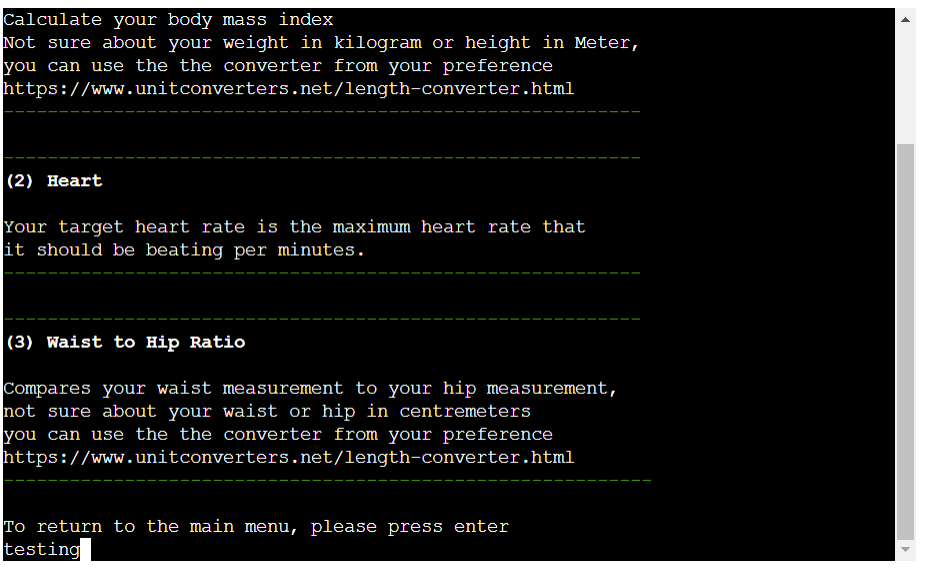 Calculate your body mass index
Not sure about your weight in kilogram or height in Meter,
you can use the the converter from your preference
https://www.unitconverters.net/length-converter.html
----------------------------------------------------------
----------------------------------------------------------
(2) Heart
Your target heart rate is the maximum heart rate that
it should be beating per minutes.
----------------------------------------------------------
----------------------------------------------------------
(3) Waist to Hip Ratio
Compares your waist measurement to your hip measurement,
not sure about your waist or hip in centremeters
you can use the the converter from your preference
https://www.unitconverters.net/length-converter.html
-----------------------------------------------------------
To return to the main menu, please press enter
testing